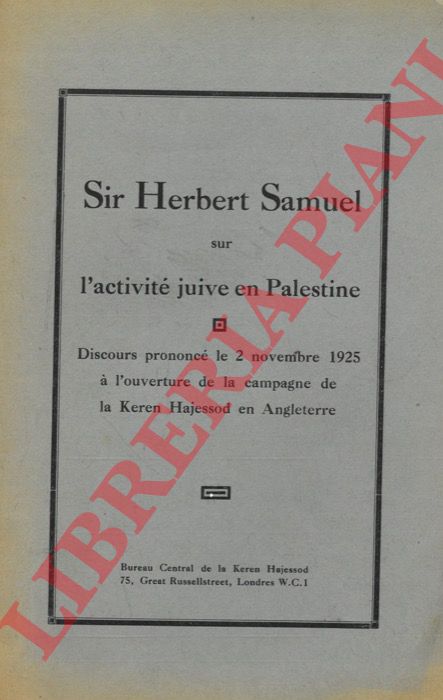 Sir Herbert Samuel
sur
l'activité juive en Palestine
Discours prononcé le 2 novembre 1925
à l'ouverture de la campagne de
la Keren Hajessod en Angleterre
Bureau Central de la Keren Hajessod
75, Great Russellstreet, Londres W.C.1
LIBRERIA PIANI